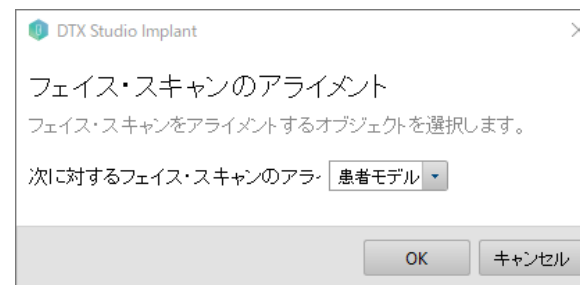 DTX Studio Implant
フェイス・スキャンのアライメント
フェイス・スキャンをアライメントするオブジェクトを選択します。
次に対するフェイス・スキャンのアラ 患者モデル
OK キャンセル